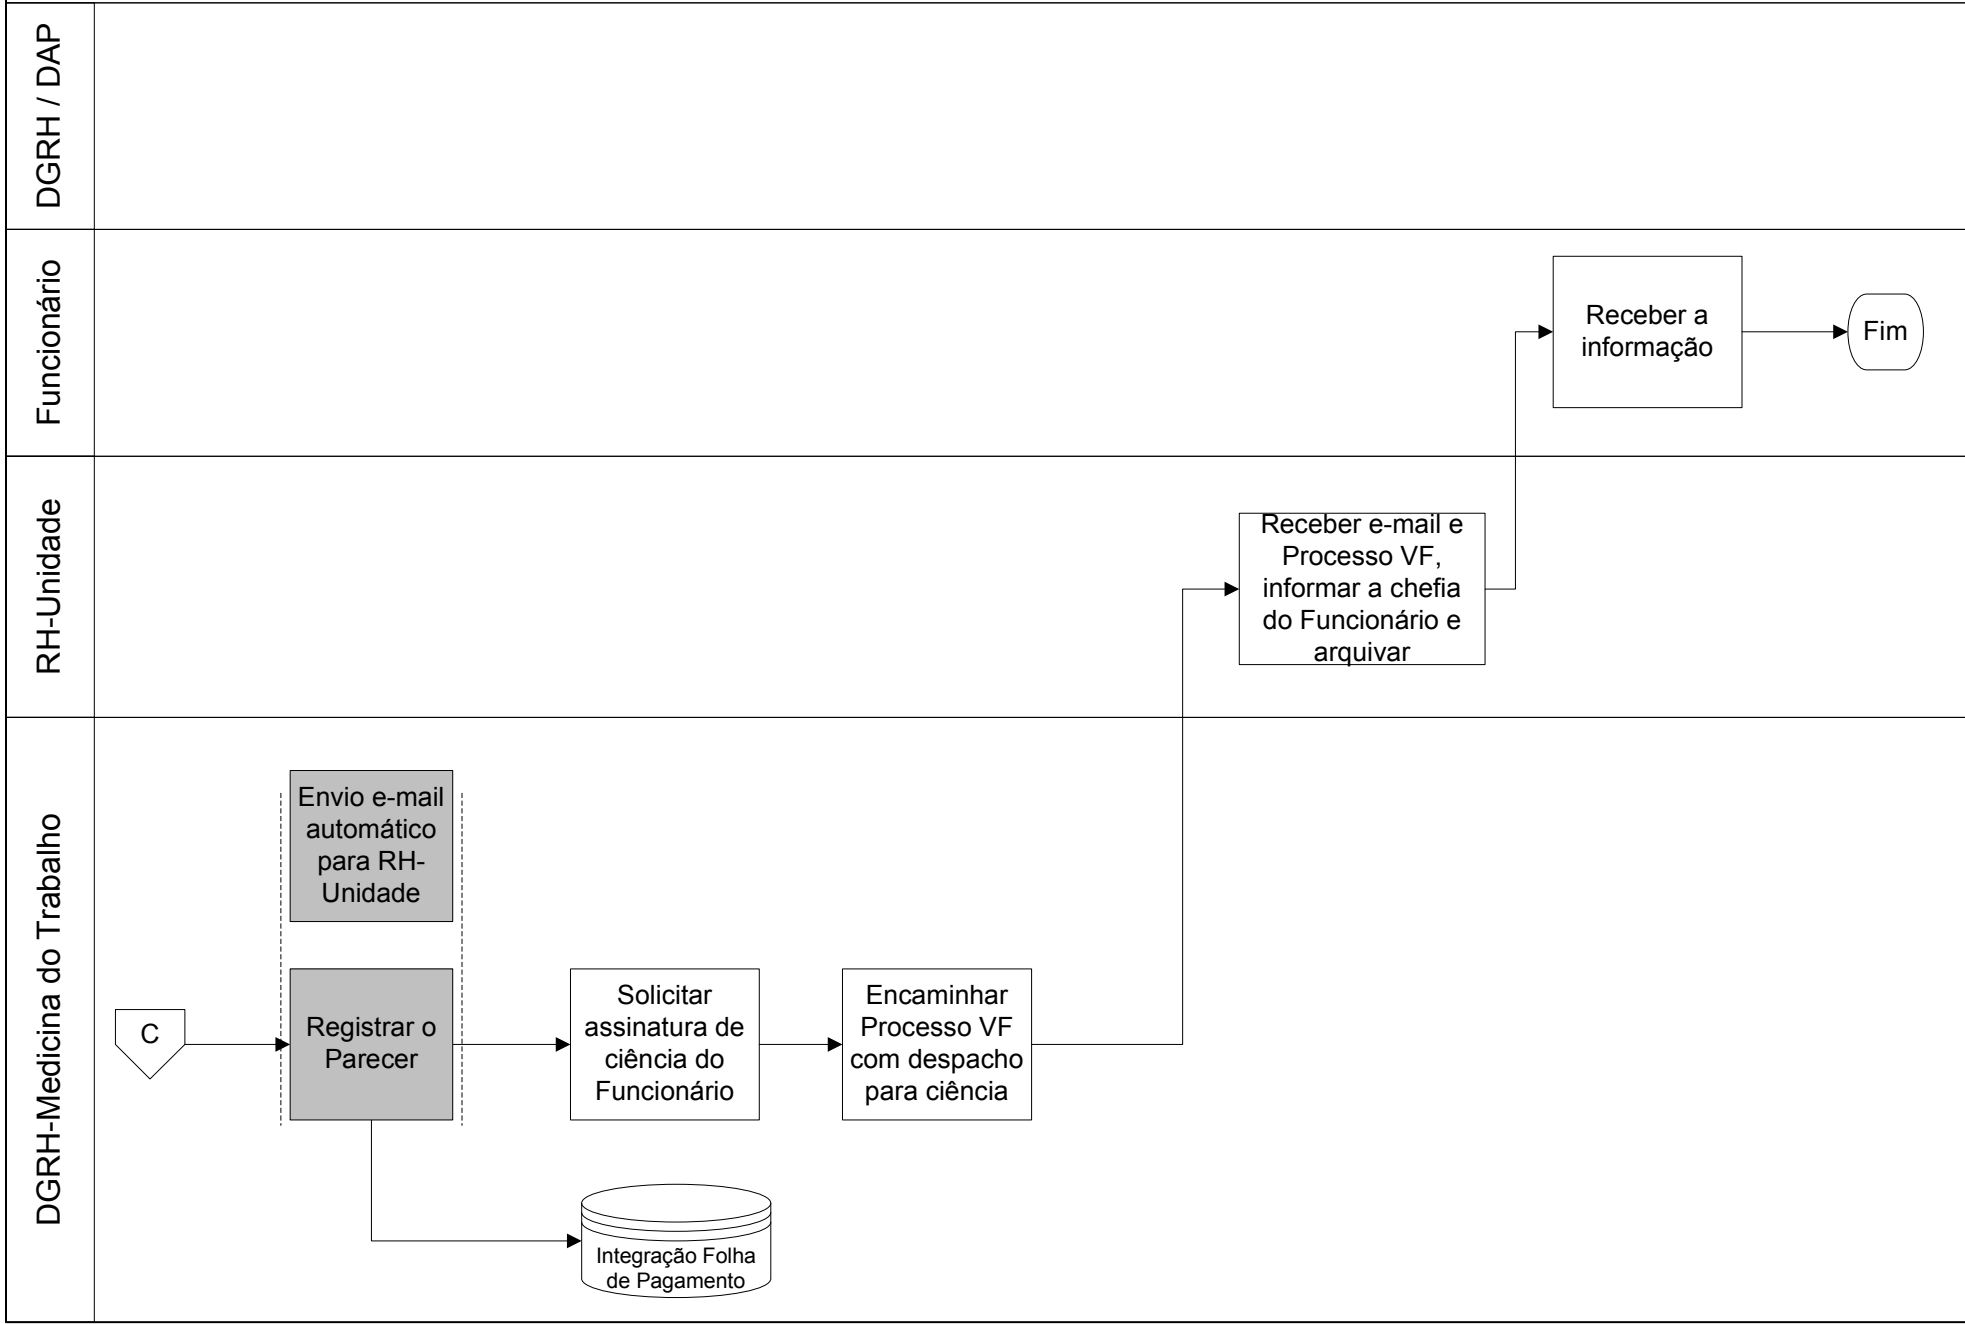 DGRH / DAP
Funcionário
Receber a
informação
Fim
RH-Unidade
Receber e-mail e
Processo VF,
informar a chefia
do Funcionário e
arquivar
DGRH-Medicina do Trabalho
Envio e-mail
automático
para RH-
Unidade
C
Registrar o
Parecer
Solicitar
assinatura de
ciência do
Funcionário
Encaminhar
Processo VF
com despacho
para ciência
Integração Folha
de Pagamento